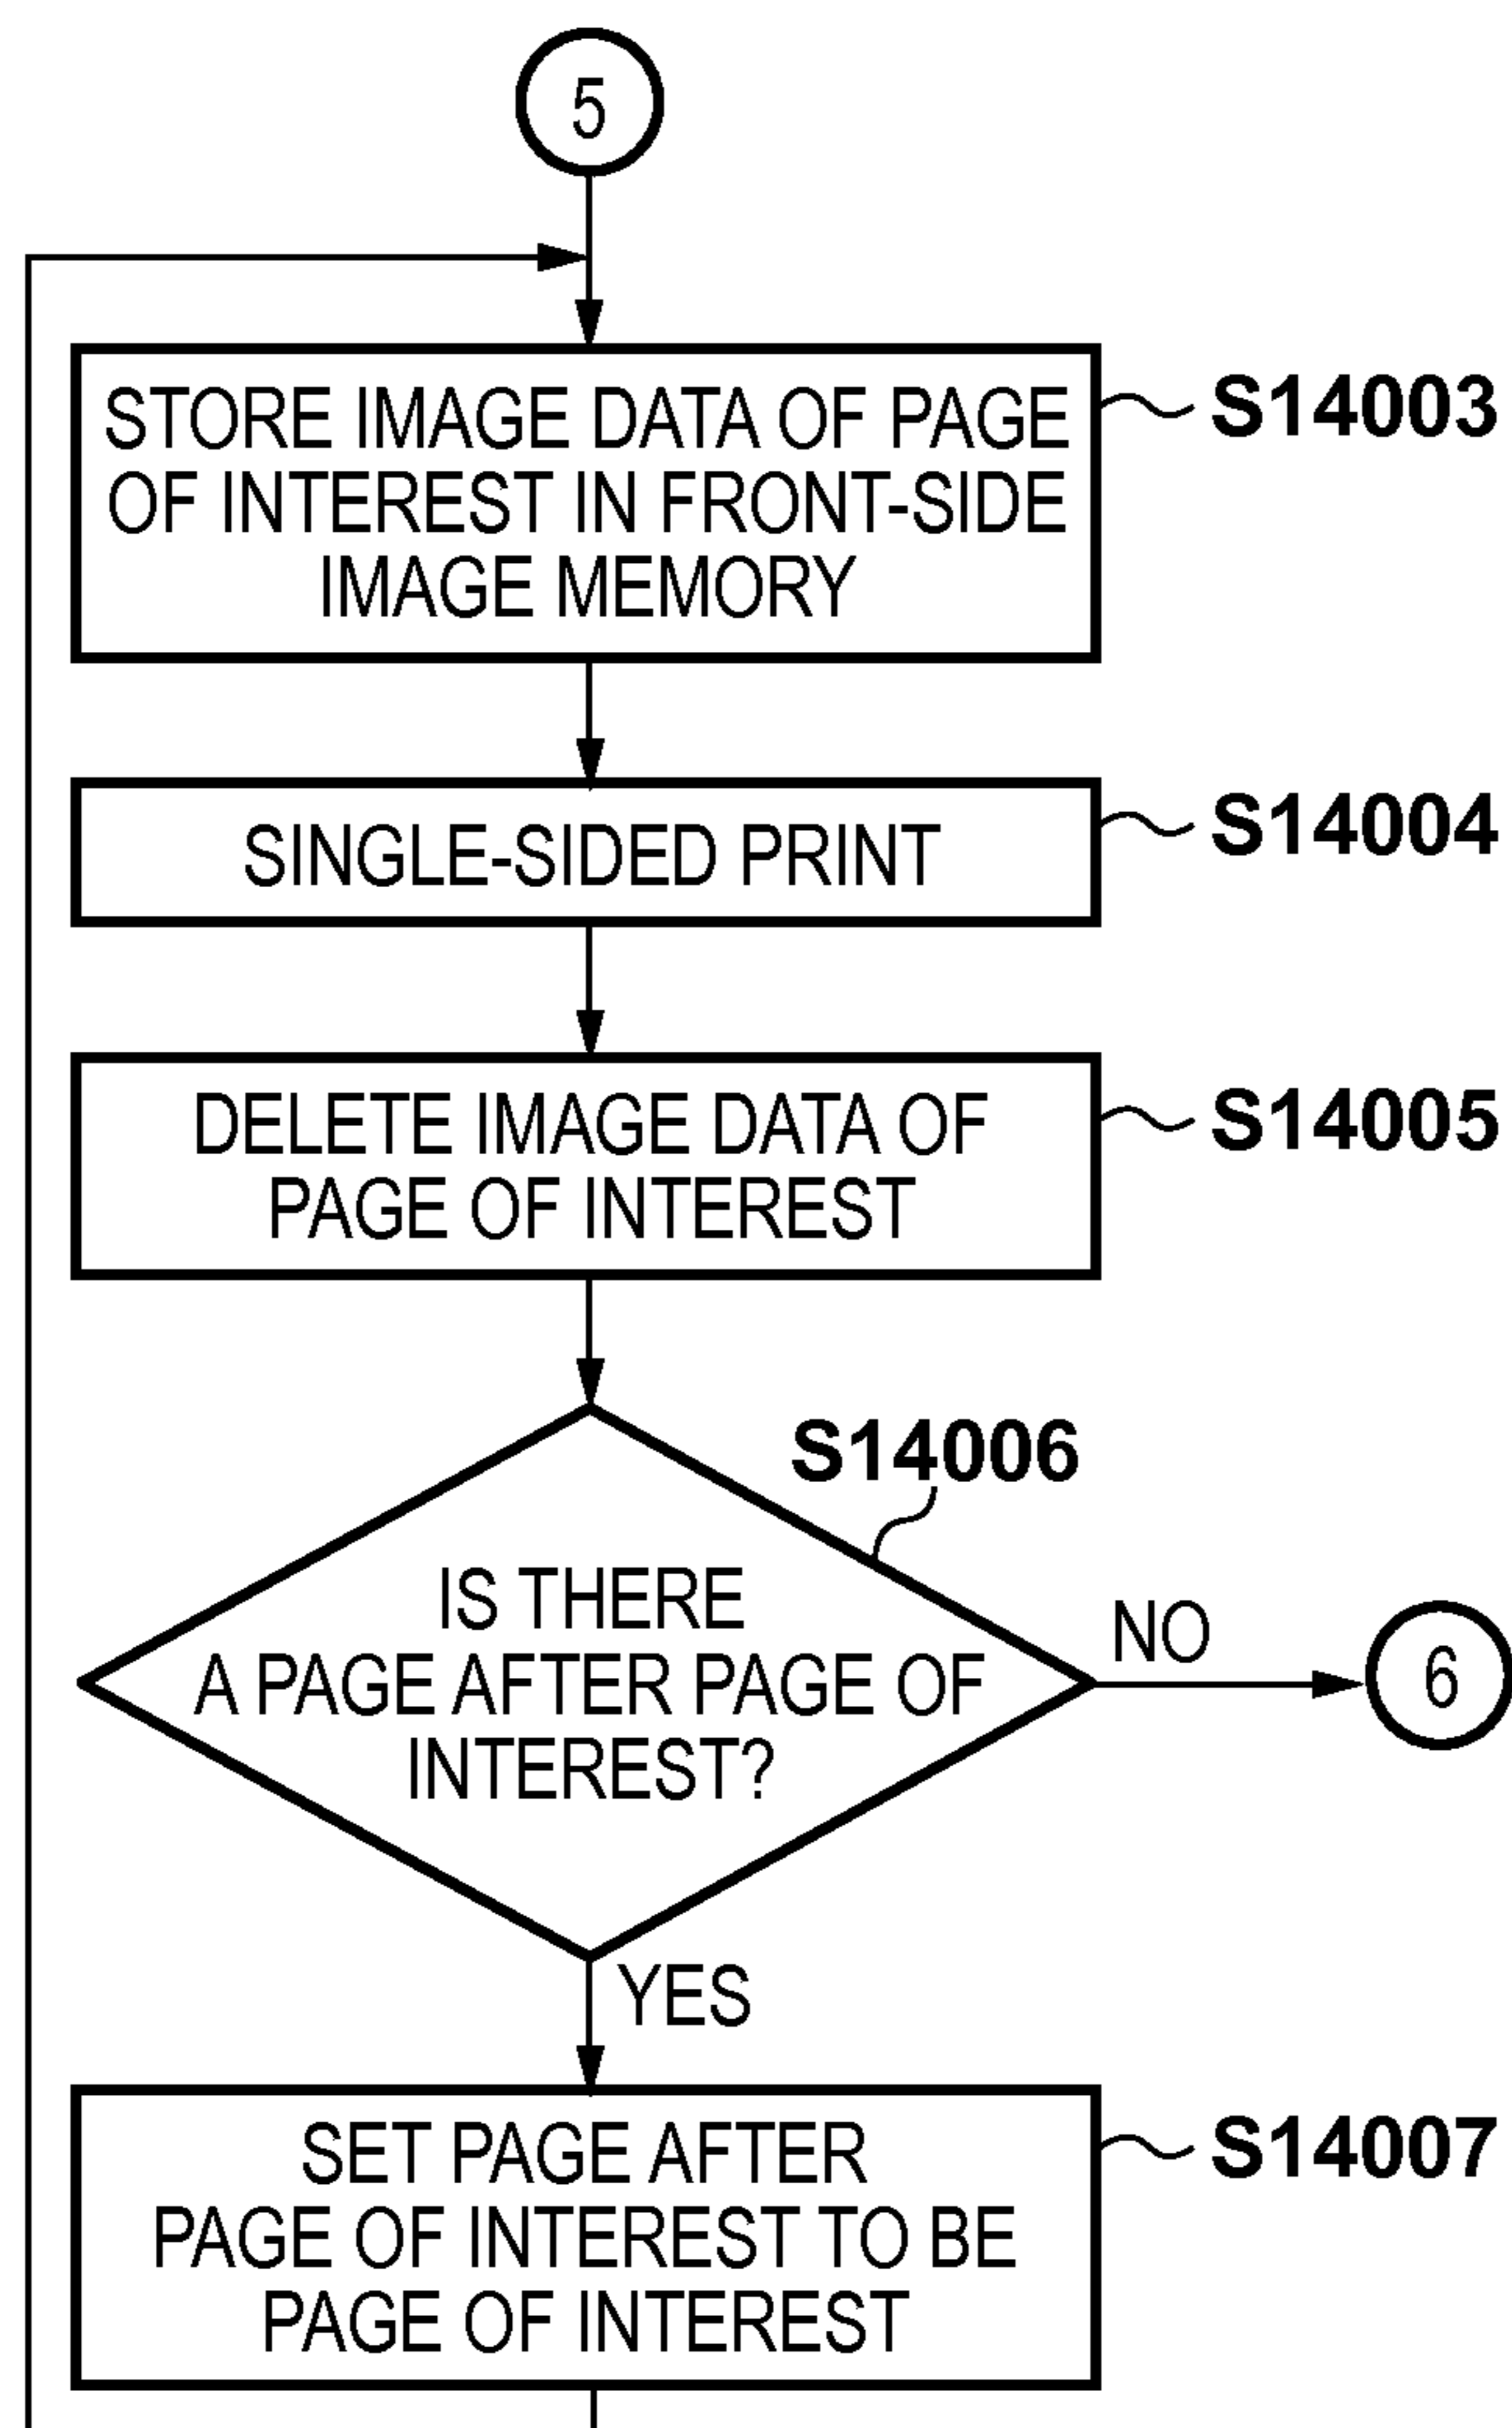 5
STORE IMAGE DATA OF PAGE
OF INTEREST IN FRONT-SIDE
IMAGE MEMORY
S14003
SINGLE-SIDED PRINT
S14004
DELETE IMAGE DATA OF
PAGE OF INTEREST
S14005
S14006
IS THERE
A PAGE AFTER PAGE OF
INTEREST?
NO
6
YES
SET PAGE AFTER
PAGE OF INTEREST TO BE
PAGE OF INTEREST
S14007